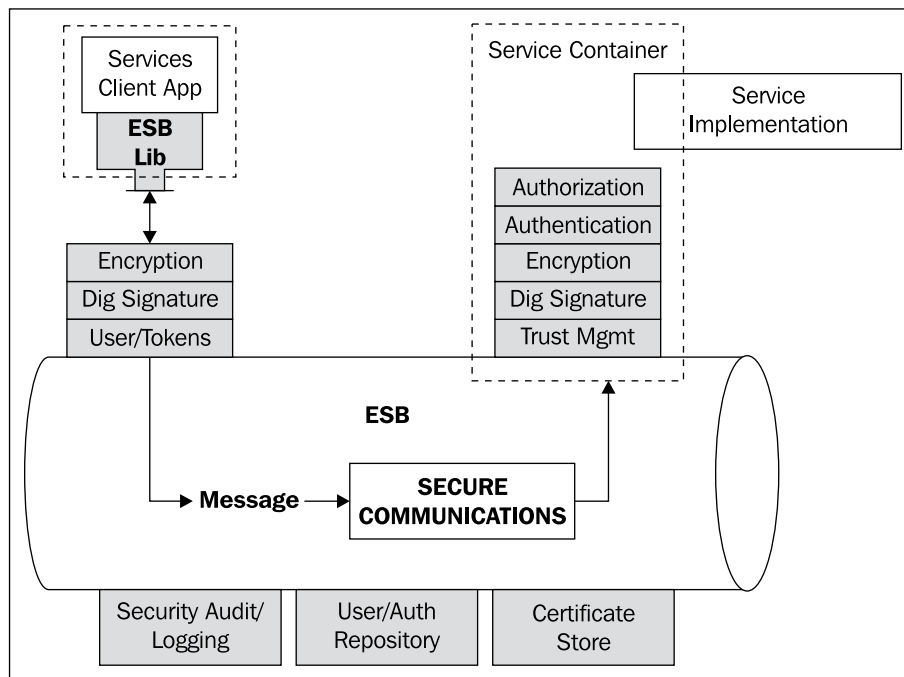 Services
Client App
ESB
Lib
Encryption
Dig Signature
User/Tokens
Service Container
Service
Implementation
Authorization
Authentication
Encryption
Dig Signature
Trust Mgmt
ESB
Message
SECURE
COMMUNICATIONS
Security Audit/
Logging
User/Auth
Repository
Certificate
Store